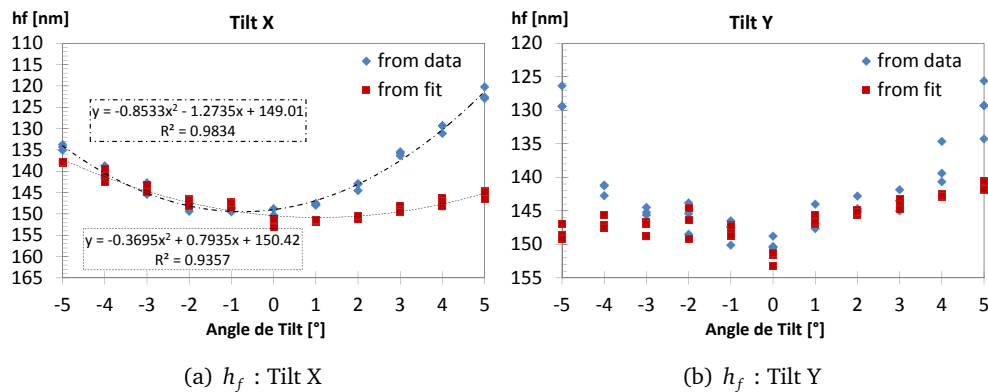 hf [nm]
Tilt X
110
115
120
125
130
135
140
145
150
155
160
165
from data
from fit
y = -0.8533x² - 1.2735x + 149.01
R² = 0.9834
y = -0.3695x² + 0.7935x + 150.42
R² = 0.9357
-5 -4 -3 -2 -1 0 1 2 3 4 5
Angle de Tilt [°]
(a) h_f : Tilt X
hf [nm]
Tilt Y
120
125
130
135
140
145
150
155
from data
from fit
-5 -4 -3 -2 -1 0 1 2 3 4 5
Angle de Tilt [°]
(b) h_f : Tilt Y